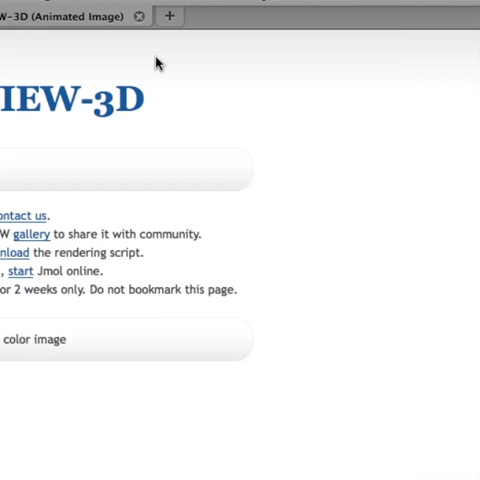 W-3D (Animated Image)
IEW-3D
ontact us.
W gallery to share it with community.
nload the rendering script.
, start Jmol online.
or 2 weeks only. Do not bookmark this page.
color image